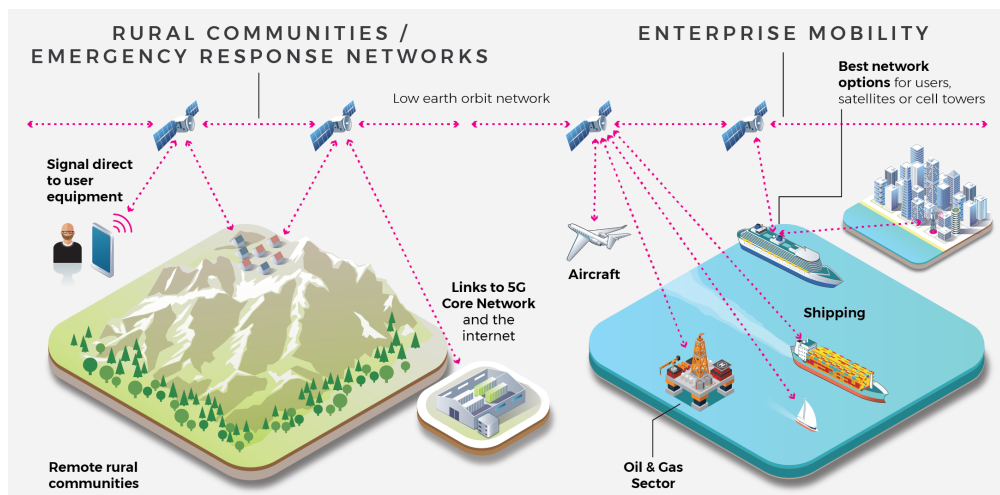 RURAL COMMUNITIES /
EMERGENCY RESPONSE NETWORKS
ENTERPRISE MOBILITY
Best network
options for users,
satellites or cell towers
Low earth orbit network
Signal direct
to user
equipment
Aircraft
Links to 5G
Core Network
and the
internet
Shipping
Remote rural
communities
Oil & Gas
Sector